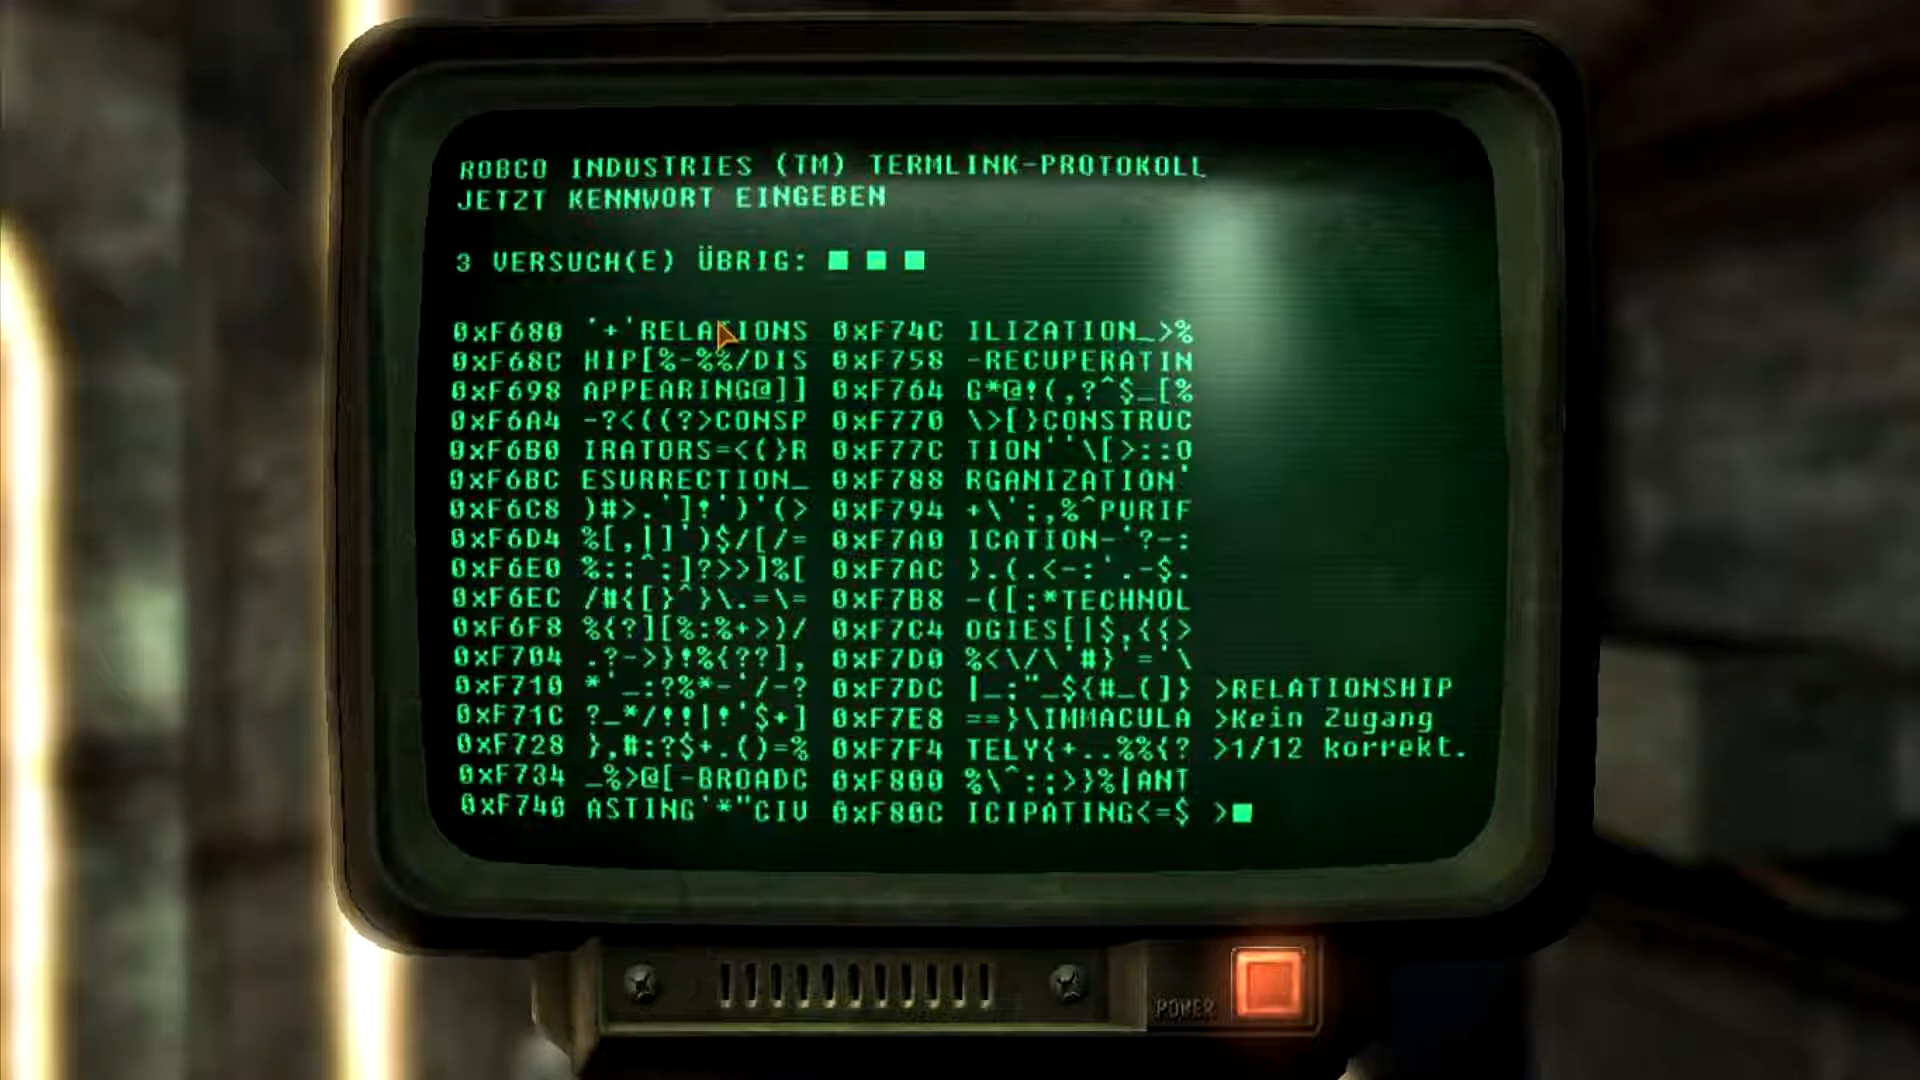 ROBCO INDUSTRIES (TM) TERMLINK-PROTOKOLL
JETZT KENNWORT EINGEBEN
3 VERSUCH(E) ÜBRIG: ■ ■ ■
0xF680 '+'RELATIONS 0xF74C ILIZATION_>%
0xF68C HIP[%-%%/DIS 0xF758 -RECUPERATIN
0xF698 APPEARING@]] 0xF764 G*@!(,?^$_[%
0xF6A4 -?<((?>CONSP 0xF770 \>[}CONSTRUC
0xF6B0 IRATORS=<(}R 0xF77C TION''\[>::O
0xF6BC ESURRECTION_ 0xF788 RGANIZATION'
0xF6C8 )#>.']!')'(> 0xF794 +\':,%^PURIF
0xF6D4 %[,|]')$/[/= 0xF7A0 ICATION-'?-:
0xF6E0 %::^:]?>>]%[ 0xF7AC }.(.<-:'.-$.
0xF6EC /#{[}^}\.=\= 0xF7B8 -([:*TECHNOL
0xF6F8 %{?][%:%+>)/ 0xF7C4 OGIES[|$,{{>
0xF704 .?->}!%{??], 0xF7D0 %<\/\'#}'='\
0xF710 *'_:?%*-'/-? 0xF7DC |_:"_${#_(]} >RELATIONSHIP
0xF71C ?_*/!!|!'$+] 0xF7E8 ==}\IMMACULA >Kein Zugang
0xF728 },#:?$+.()=% 0xF7F4 TELY{+..%%{? >1/12 korrekt.
0xF734 _%>@[-BROADC 0xF800 %\^:;>}%|ANT
0xF740 ASTING'*"CIV 0xF80C ICIPATING<=$ >■
POWER